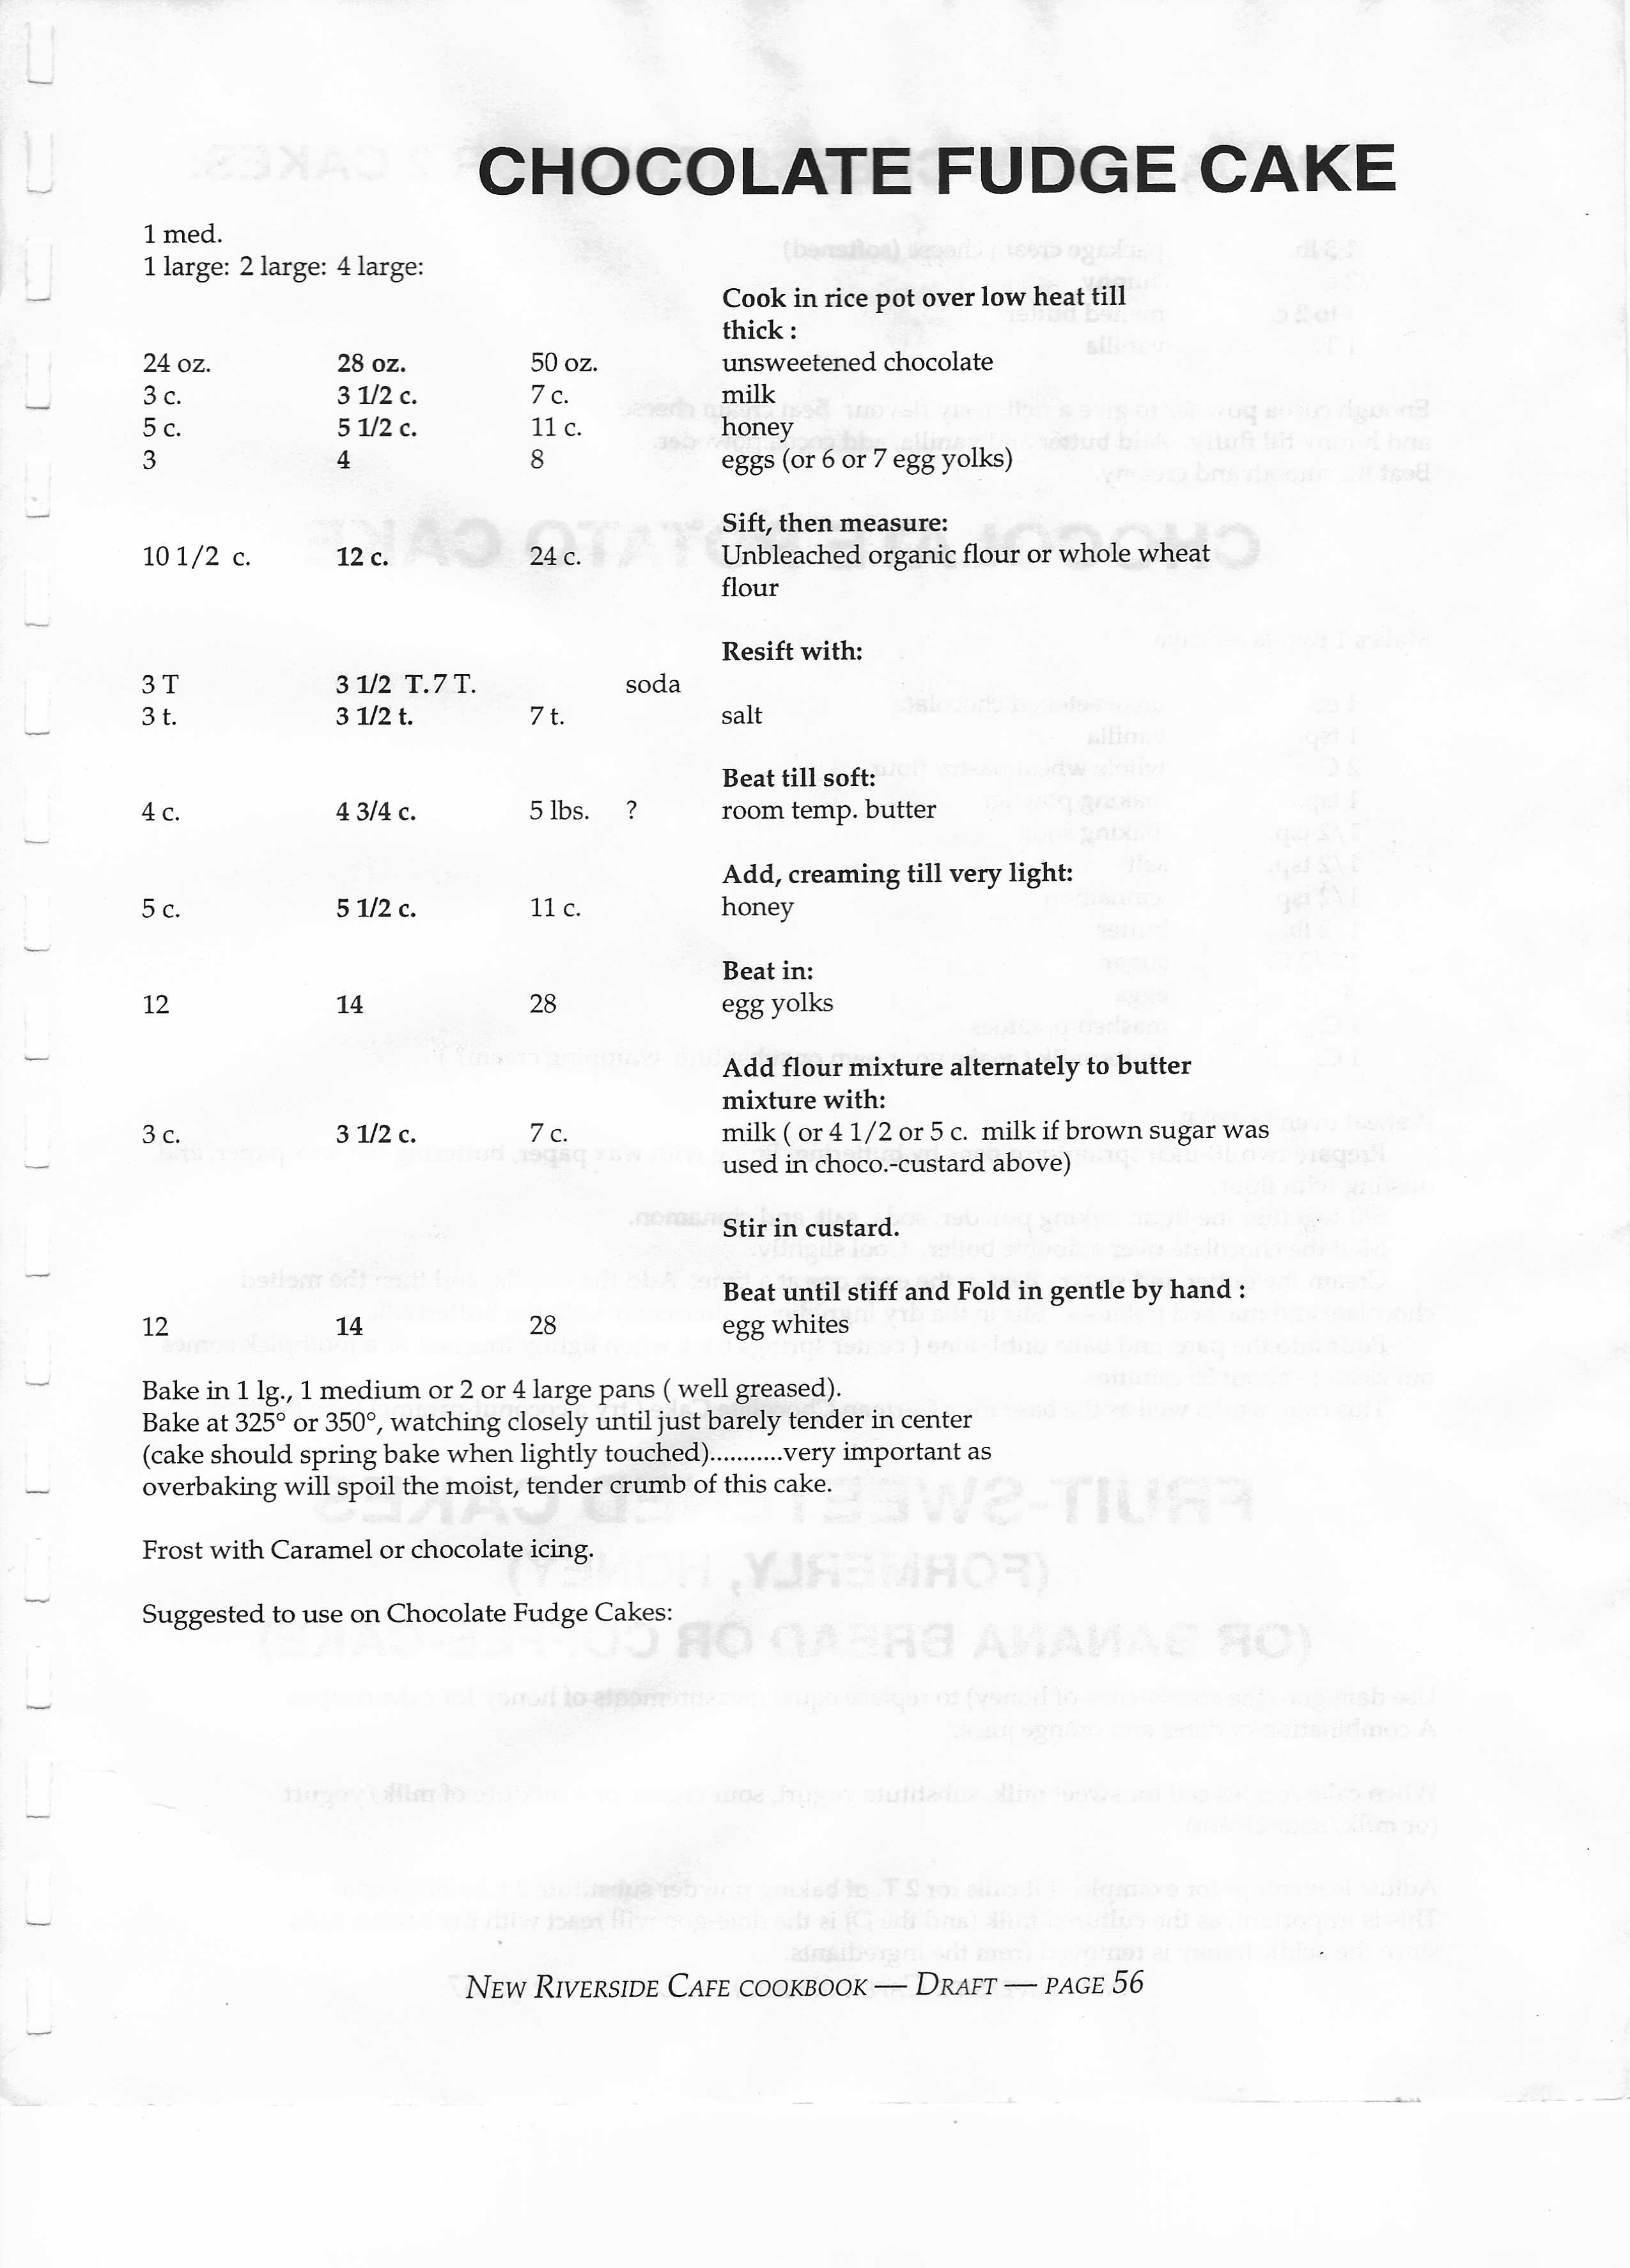 CHOCOLATE FUDGE CAKE
1 med.
1 large: 2 large: 4 large:
Cook in rice pot over low heat till
thick :
24 oz. 28 oz. 50 oz. unsweetened chocolate
3 c. 3 1/2 c. 7 c. milk
5 c. 5 1/2 c. 11 c. honey
3 4 8 eggs (or 6 or 7 egg yolks)
Sift, then measure:
10 1/2 c. 12 c. 24 c. Unbleached organic flour or whole wheat
flour
Resift with:
3 T 3 1/2 T. 7 T. soda
3 t. 3 1/2 t. 7 t. salt
Beat till soft:
4 c. 4 3/4 c. 5 lbs. ? room temp. butter
Add, creaming till very light:
5 c. 5 1/2 c. 11 c. honey
Beat in:
12 14 28 egg yolks
Add flour mixture alternately to butter
mixture with:
3 c. 3 1/2 c. 7 c. milk ( or 4 1/2 or 5 c. milk if brown sugar was
used in choco.-custard above)
Stir in custard.
Beat until stiff and Fold in gentle by hand :
12 14 28 egg whites
Bake in 1 lg., 1 medium or 2 or 4 large pans ( well greased).
Bake at 325° or 350°, watching closely until just barely tender in center
(cake should spring bake when lightly touched)...........very important as
overbaking will spoil the moist, tender crumb of this cake.
Frost with Caramel or chocolate icing.
Suggested to use on Chocolate Fudge Cakes:
NEW RIVERSIDE CAFE COOKBOOK — DRAFT — PAGE 56